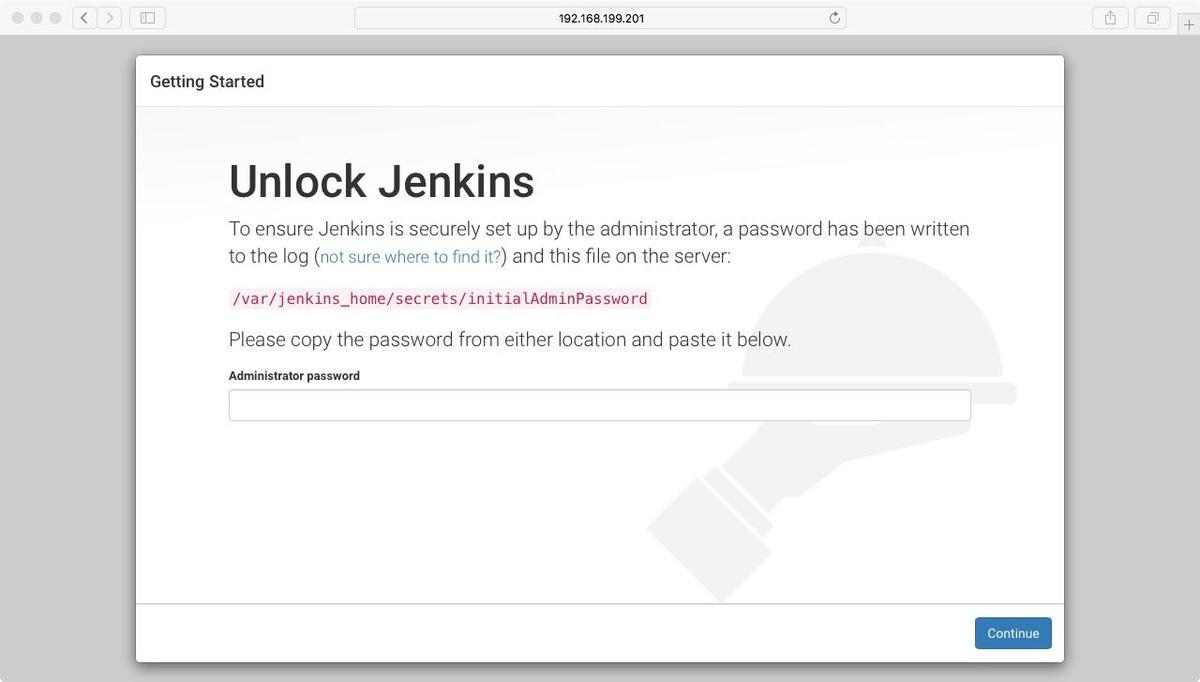 192.168.199.201
Getting Started
Unlock Jenkins
To ensure Jenkins is securely set up by the administrator, a password has been written
to the log (not sure where to find it?) and this file on the server:
/var/jenkins_home/secrets/initialAdminPassword
Please copy the password from either location and paste it below.
Administrator password
Continue